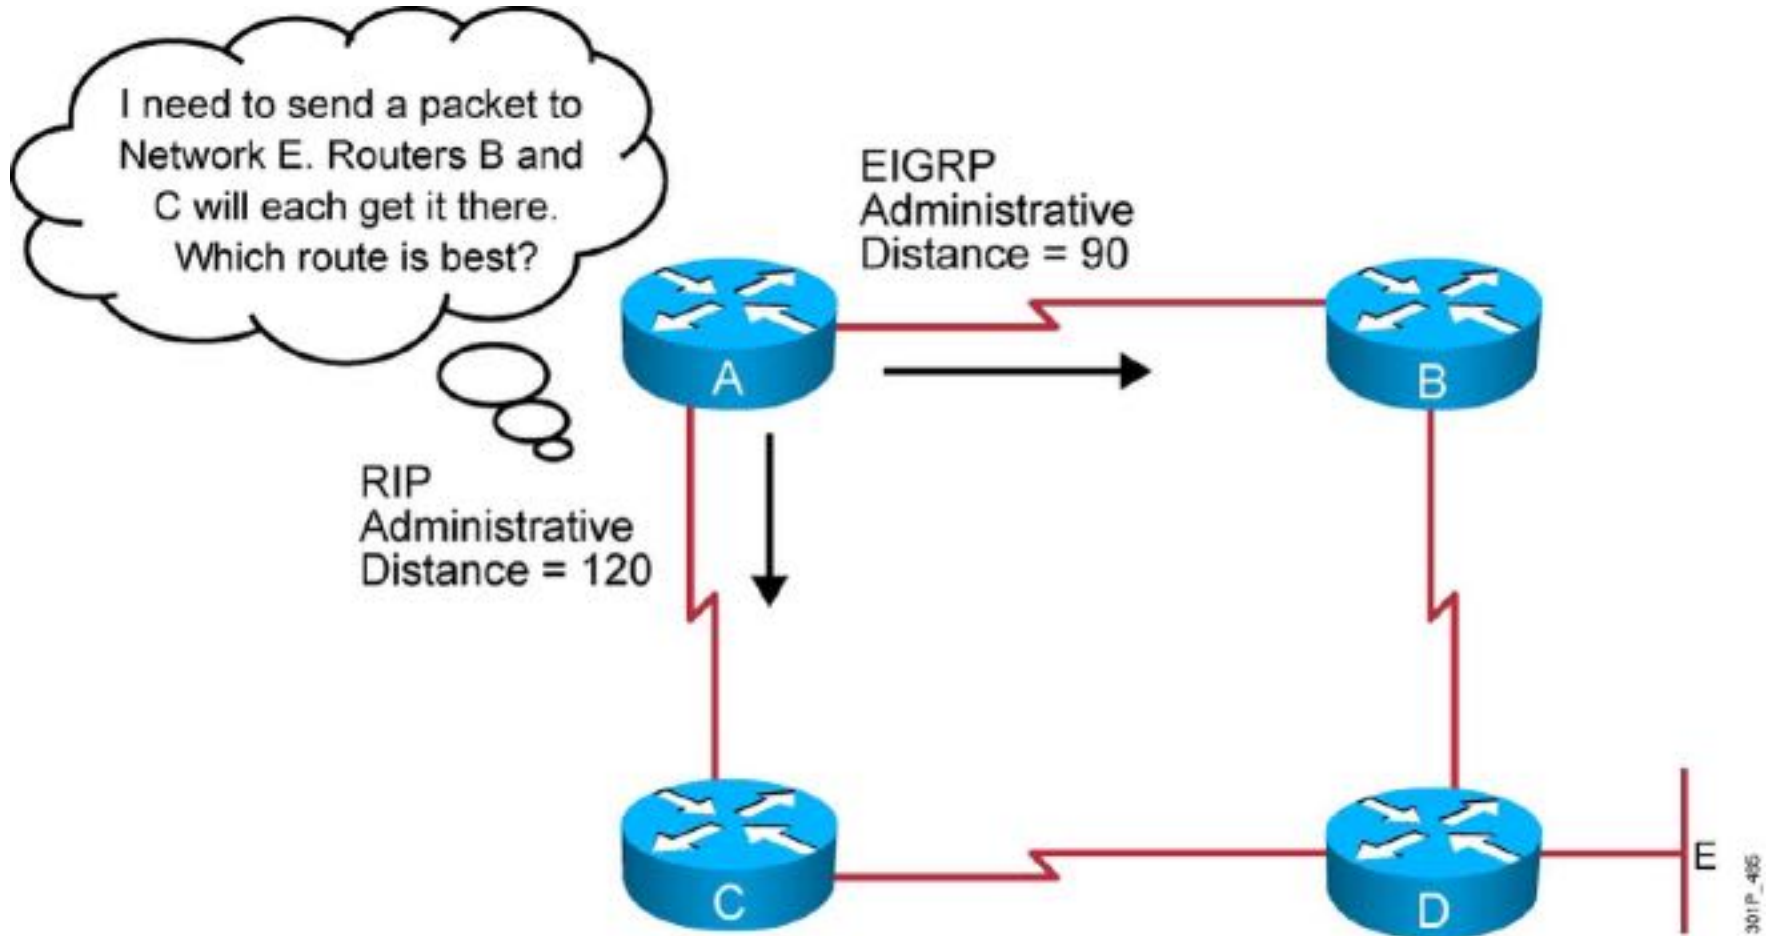 I need to send a packet to
Network E. Routers B and
C will each get it there.
Which route is best?
EIGRP
Administrative
Distance = 90
A
B
RIP
Administrative
Distance = 120
C
D
E
301P_485